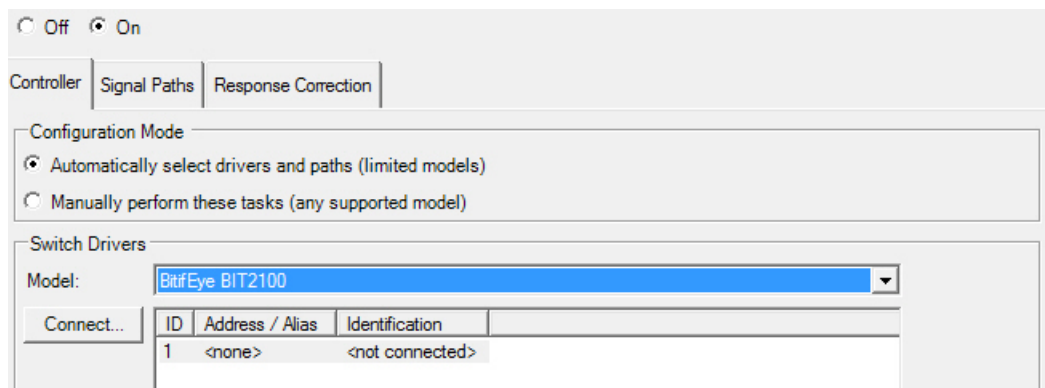 Off On
Controller Signal Paths Response Correction
Configuration Mode
Automatically select drivers and paths (limited models)
Manually perform these tasks (any supported model)
Switch Drivers
Model: BitifEye BIT2100
Connect... ID Address / Alias Identification
1 <none> <not connected>